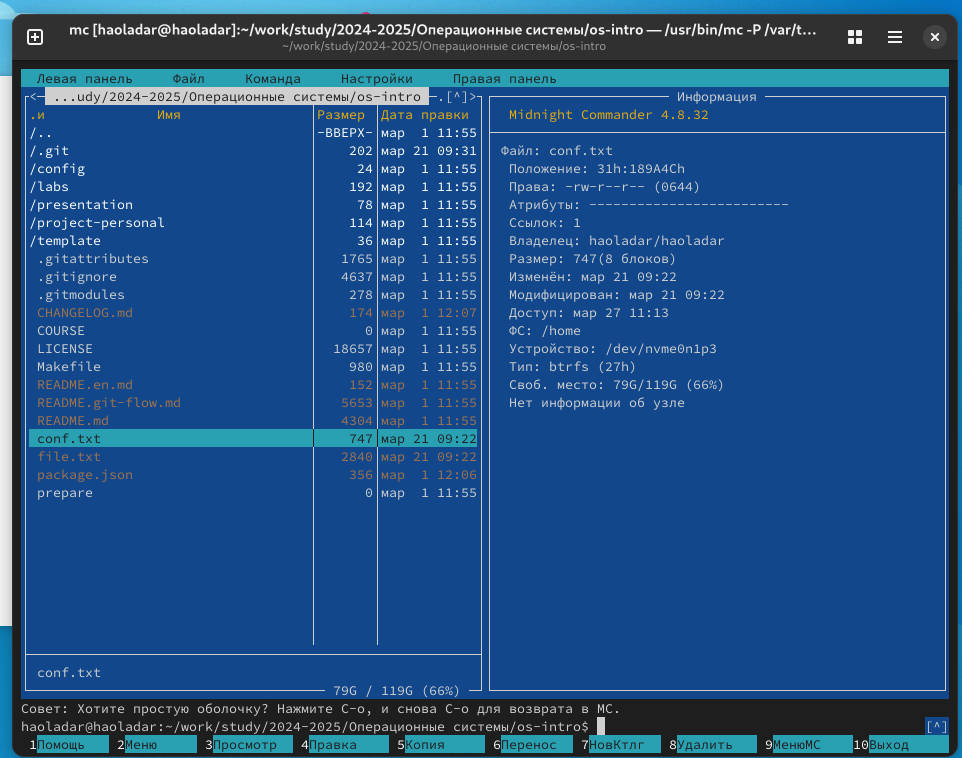 mc [haoladar@haoladar]:~/work/study/2024-2025/Операционные системы/os-intro — /usr/bin/mc -P /var/t…
~/work/study/2024-2025/Операционные системы/os-intro
Левая панель Файл Команда Настройки Правая панель
<— ...udy/2024-2025/Операционные системы/os-intro —.[^]>
.и Имя Размер Дата правки
/.. -ВВЕРХ- мар 1 11:55
/.git 202 мар 21 09:31
/config 24 мар 1 11:55
/labs 192 мар 1 11:55
/presentation 78 мар 1 11:55
/project-personal 114 мар 1 11:55
/template 36 мар 1 11:55
.gitattributes 1765 мар 1 11:55
.gitignore 4637 мар 1 11:55
.gitmodules 278 мар 1 11:55
CHANGELOG.md 174 мар 1 12:07
COURSE 0 мар 1 11:55
LICENSE 18657 мар 1 11:55
Makefile 980 мар 1 11:55
README.en.md 152 мар 1 11:55
README.git-flow.md 5653 мар 1 11:55
README.md 4304 мар 1 11:55
conf.txt 747 мар 21 09:22
file.txt 2840 мар 21 09:22
package.json 356 мар 1 12:06
prepare 0 мар 1 11:55
conf.txt
79G / 119G (66%)
Информация
Midnight Commander 4.8.32
Файл: conf.txt
Положение: 31h:189A4Ch
Права: -rw-r--r-- (0644)
Атрибуты: -------------------------
Ссылок: 1
Владелец: haoladar/haoladar
Размер: 747(8 блоков)
Изменён: мар 21 09:22
Модифицирован: мар 21 09:22
Доступ: мар 27 11:13
ФС: /home
Устройство: /dev/nvme0n1p3
Тип: btrfs (27h)
Своб. место: 79G/119G (66%)
Нет информации об узле
Совет: Хотите простую оболочку? Нажмите C-o, и снова C-o для возврата в MC.
haoladar@haoladar:~/work/study/2024-2025/Операционные системы/os-intro$ [^]
1Помощь 2Меню 3Просмотр 4Правка 5Копия 6Перенос 7НовКтлг 8Удалить 9МенюMC 10Выход